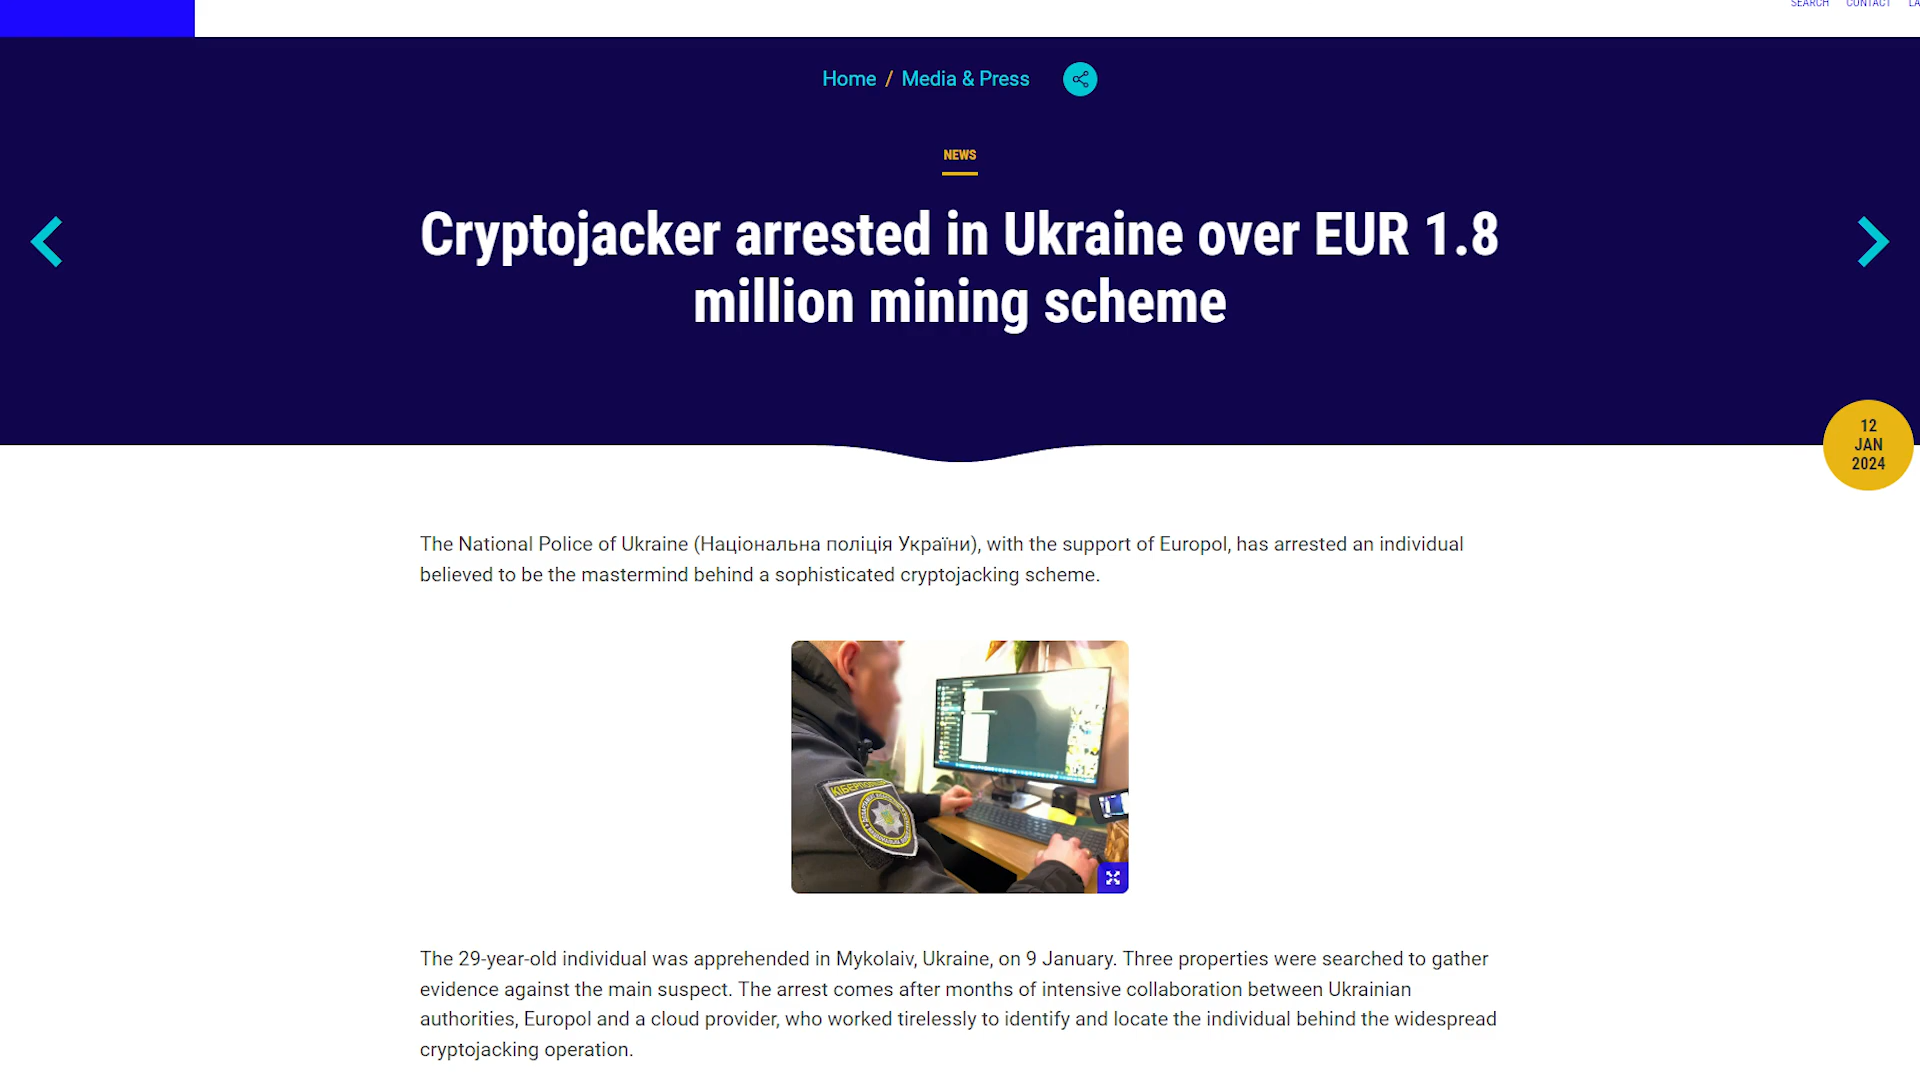 SEARCH CONTACT LA
Home / Media & Press
NEWS
Cryptojacker arrested in Ukraine over EUR 1.8
million mining scheme
12
JAN
2024
The National Police of Ukraine (Національна поліція України), with the support of Europol, has arrested an individual
believed to be the mastermind behind a sophisticated cryptojacking scheme.
The 29-year-old individual was apprehended in Mykolaiv, Ukraine, on 9 January. Three properties were searched to gather
evidence against the main suspect. The arrest comes after months of intensive collaboration between Ukrainian
authorities, Europol and a cloud provider, who worked tirelessly to identify and locate the individual behind the widespread
cryptojacking operation.